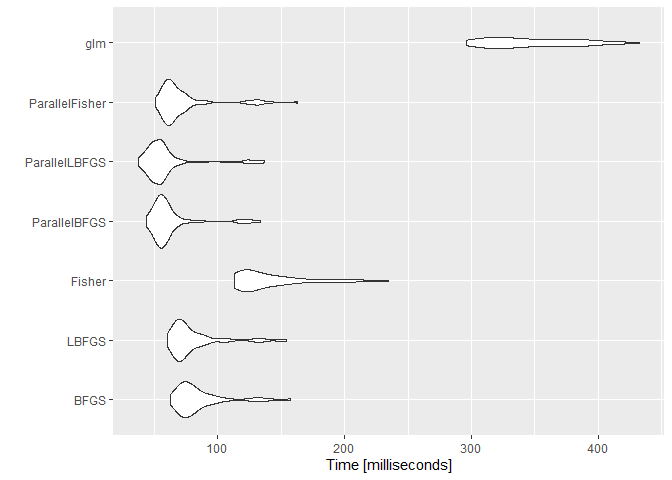 glm
ParallelFisher
ParallelLBFGS
ParallelBFGS
Fisher
LBFGS
BFGS
100 200 300 400
Time [milliseconds]